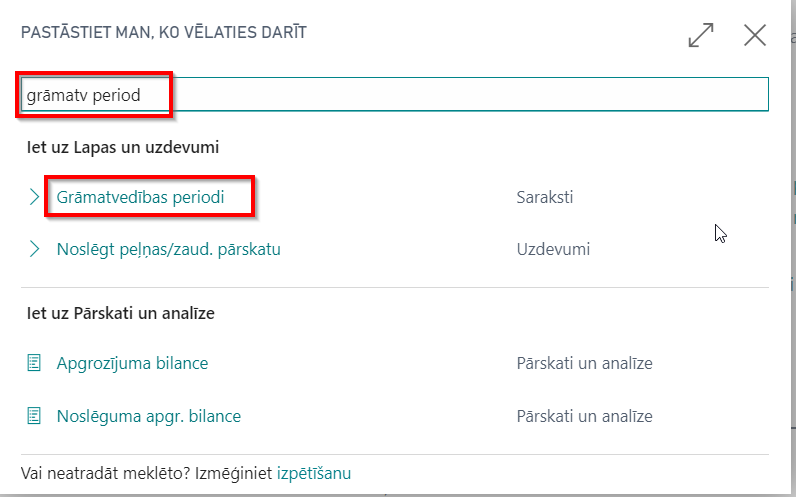 PASTĀSTIET MAN, KO VĒLATIES DARĪT
grāmatv period
Iet uz Lapas un uzdevumi
Grāmatvedības periodi Saraksti
Noslēgt peļņas/zaud. pārskatu Uzdevumi
Iet uz Pārskati un analīze
Apgrozījuma bilance Pārskati un analīze
Noslēguma apgr. bilance Pārskati un analīze
Vai neatradāt meklēto? Izmēģiniet izpētīšanu